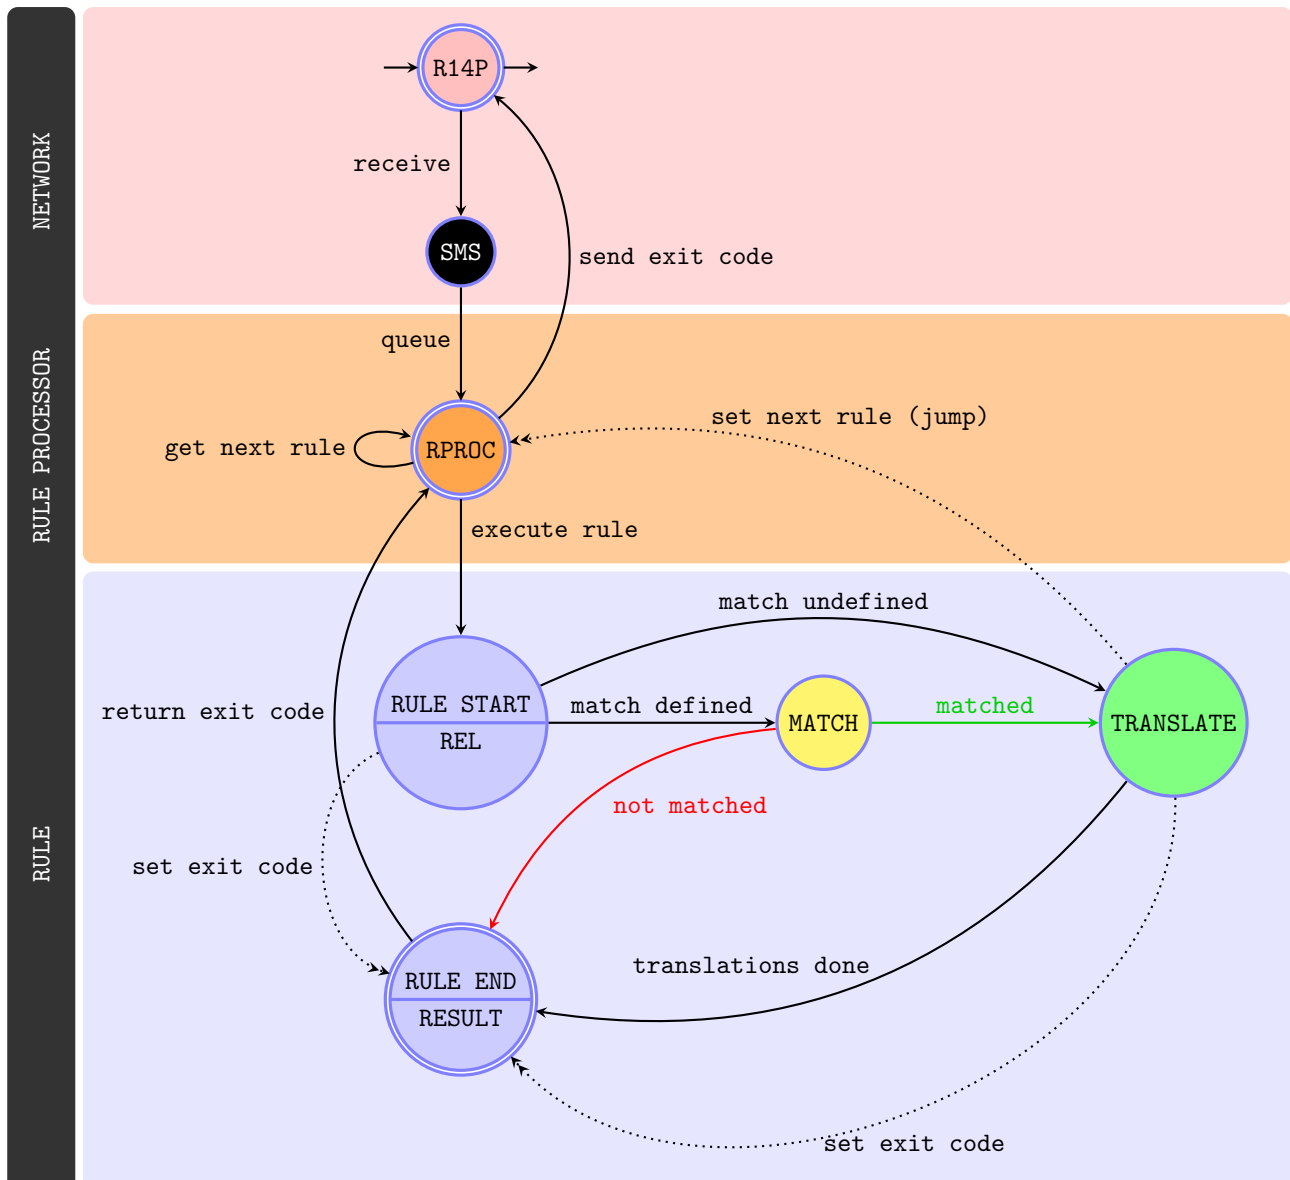 NETWORK
R14P
receive
SMS
send exit code
queue
RULE PROCESSOR
set next rule (jump)
get next rule
RPROC
execute rule
match undefined
RULE START
REL
match defined
MATCH
matched
TRANSLATE
return exit code
not matched
RULE
set exit code
translations done
RULE END
RESULT
set exit code